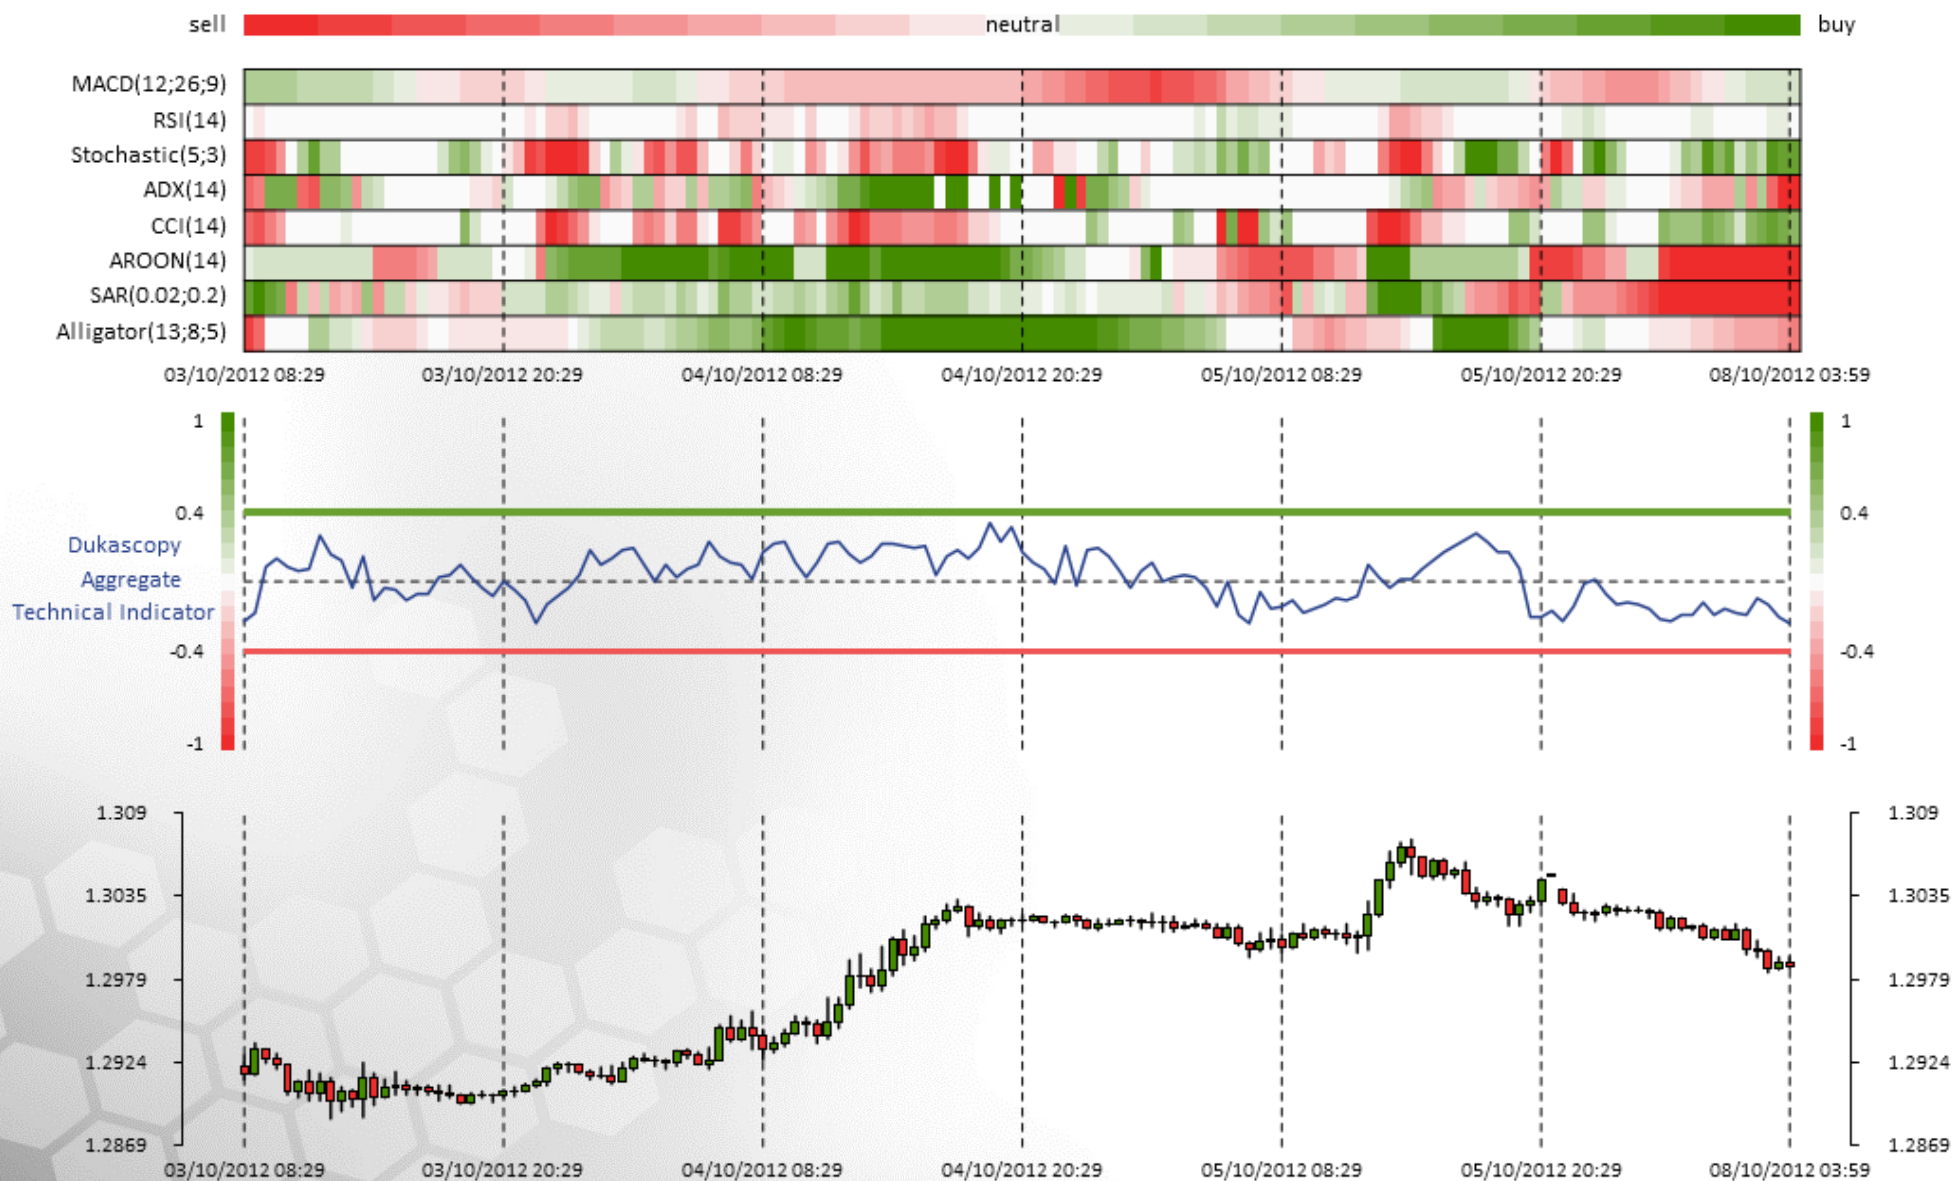 sell neutral buy
MACD(12;26;9)
RSI(14)
Stochastic(5;3)
ADX(14)
CCI(14)
AROON(14)
SAR(0.02;0.2)
Alligator(13;8;5)
03/10/2012 08:29 03/10/2012 20:29 04/10/2012 08:29 04/10/2012 20:29 05/10/2012 08:29 05/10/2012 20:29 08/10/2012 03:59
1 1
0.4 0.4
Dukascopy
Aggregate
Technical Indicator
-0.4 -0.4
-1 -1
1.309 1.309
1.3035 1.3035
1.2979 1.2979
1.2924 1.2924
1.2869 1.2869
03/10/2012 08:29 03/10/2012 20:29 04/10/2012 08:29 04/10/2012 20:29 05/10/2012 08:29 05/10/2012 20:29 08/10/2012 03:59